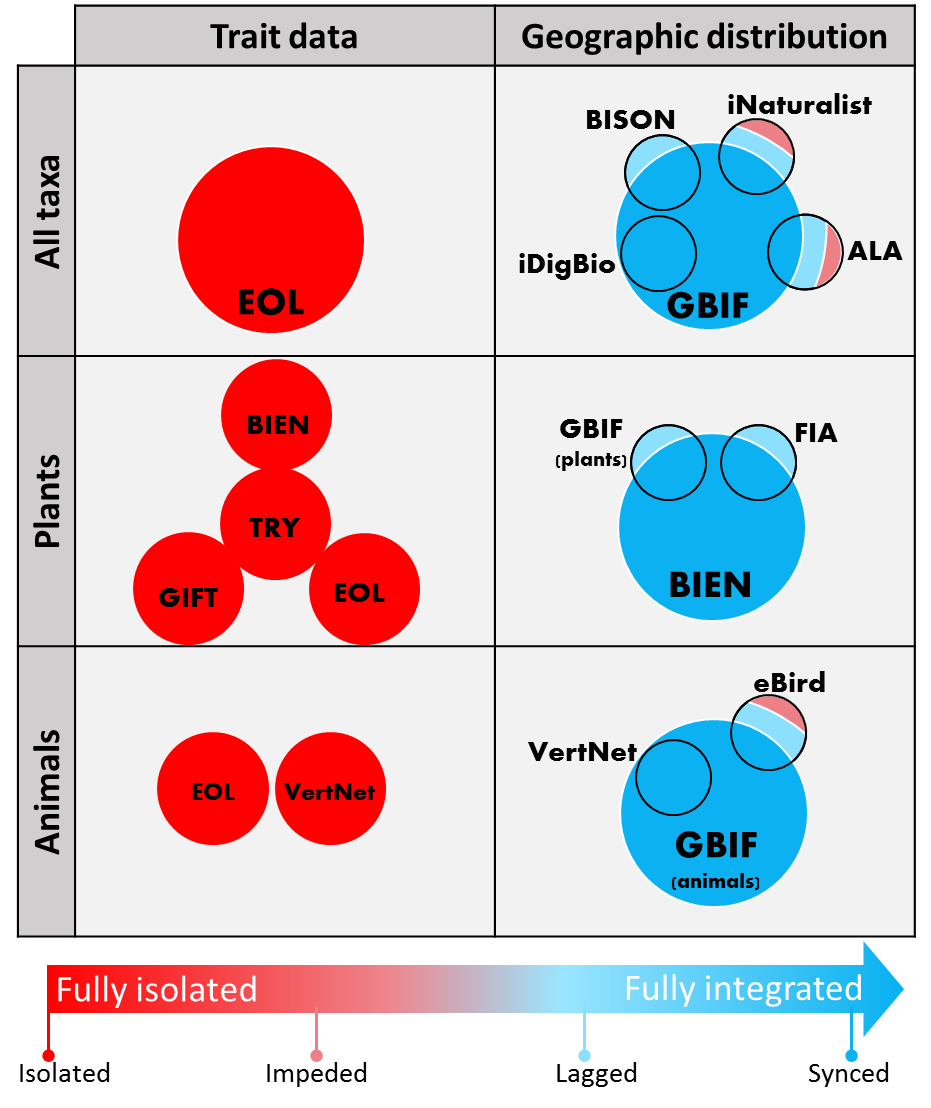 Trait data
Geographic distribution
All taxa
EOL
BISON
iNaturalist
iDigBio
ALA
GBIF
Plants
BIEN
TRY
GIFT
EOL
GBIF
(plants)
FIA
BIEN
Animals
EOL
VertNet
eBird
VertNet
GBIF
(animals)
Fully isolated
Fully integrated
Isolated
Impeded
Lagged
Synced